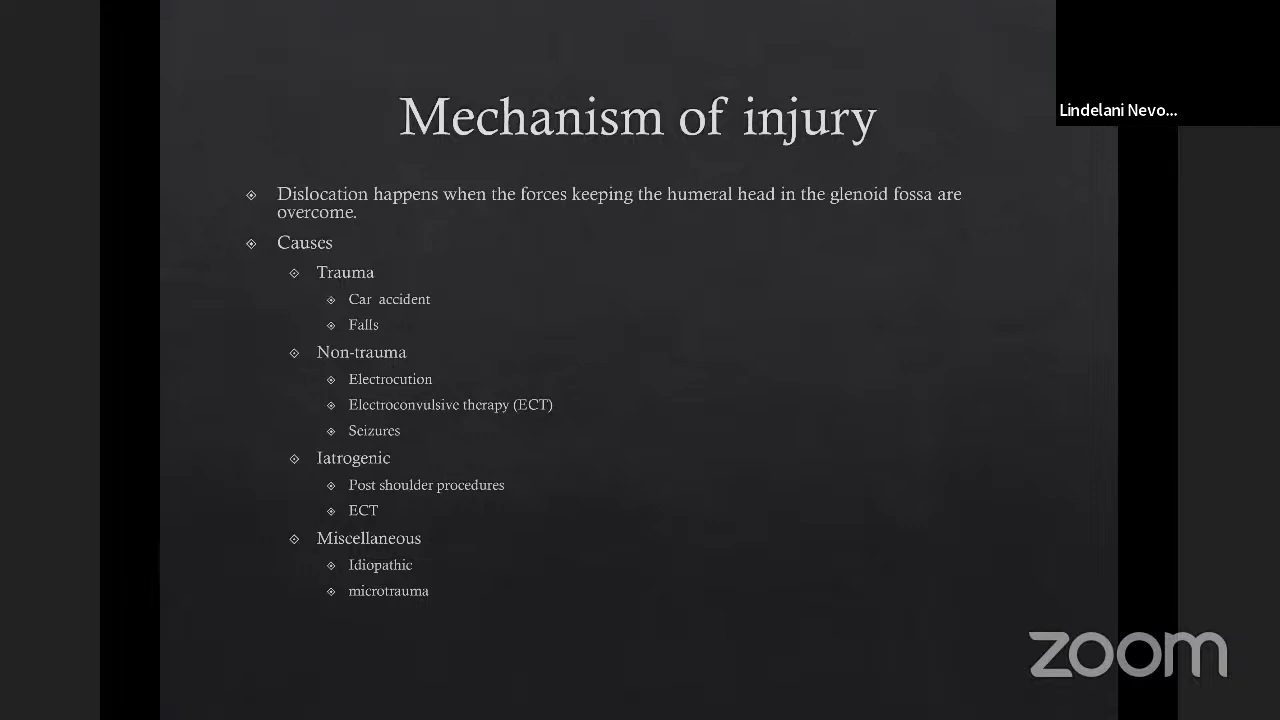 Mechanism of injury
Lindelani Nevo...
Dislocation happens when the forces keeping the humeral head in the glenoid fossa are
overcome.
Causes
Trauma
Car accident
Falls
Non-trauma
Electrocution
Electroconvulsive therapy (ECT)
Seizures
Iatrogenic
Post shoulder procedures
ECT
Miscellaneous
Idiopathic
microtrauma
zoom